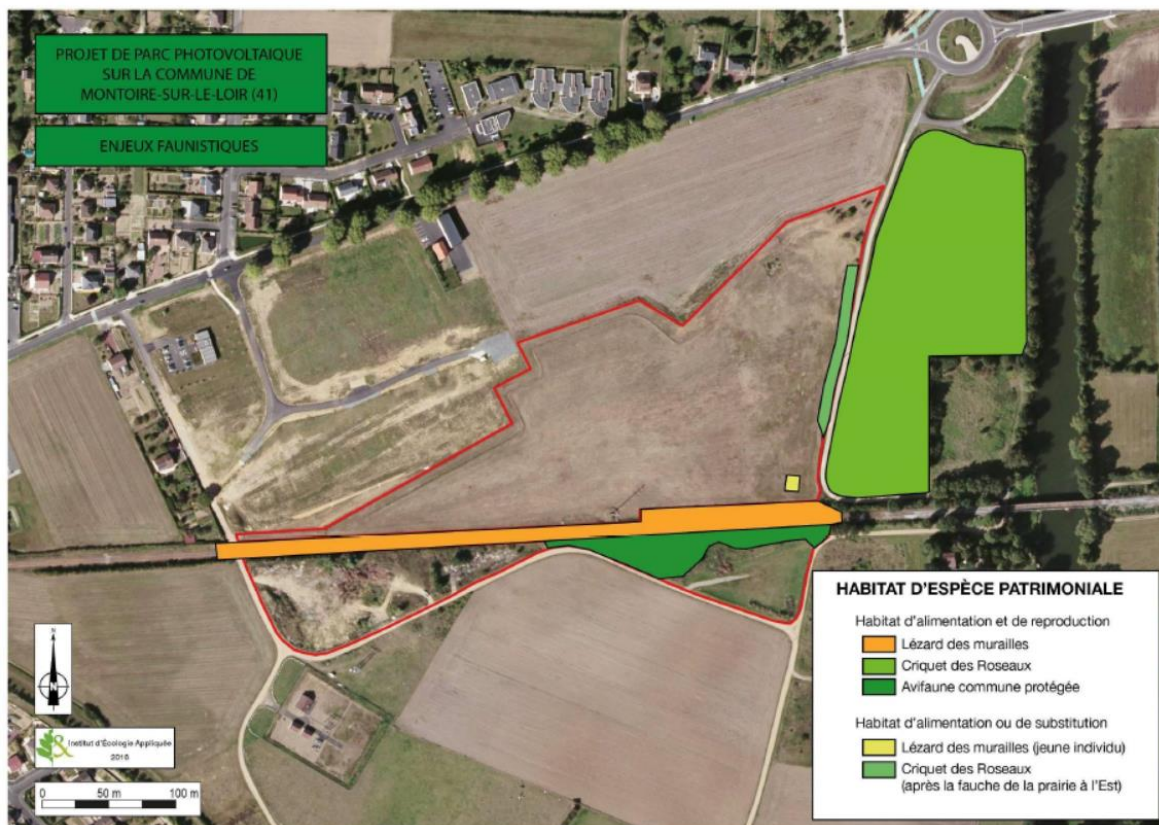 PROJET DE PARC PHOTOVOLTAIQUE
SUR LA COMMUNE DE
MONTOIRE-SUR-LE-LOIR (41)
ENJEUX FAUNISTIQUES
HABITAT D'ESPÈCE PATRIMONIALE
Habitat d'alimentation et de reproduction
Lézard des murailles
Criquet des Roseaux
Avifaune commune protégée
Habitat d'alimentation ou de substitution
Lézard des murailles (jeune individu)
Criquet des Roseaux
(après la fauche de la prairie à l'Est)
N
Institut d'Écologie Appliquée
2016
0 50 m 100 m